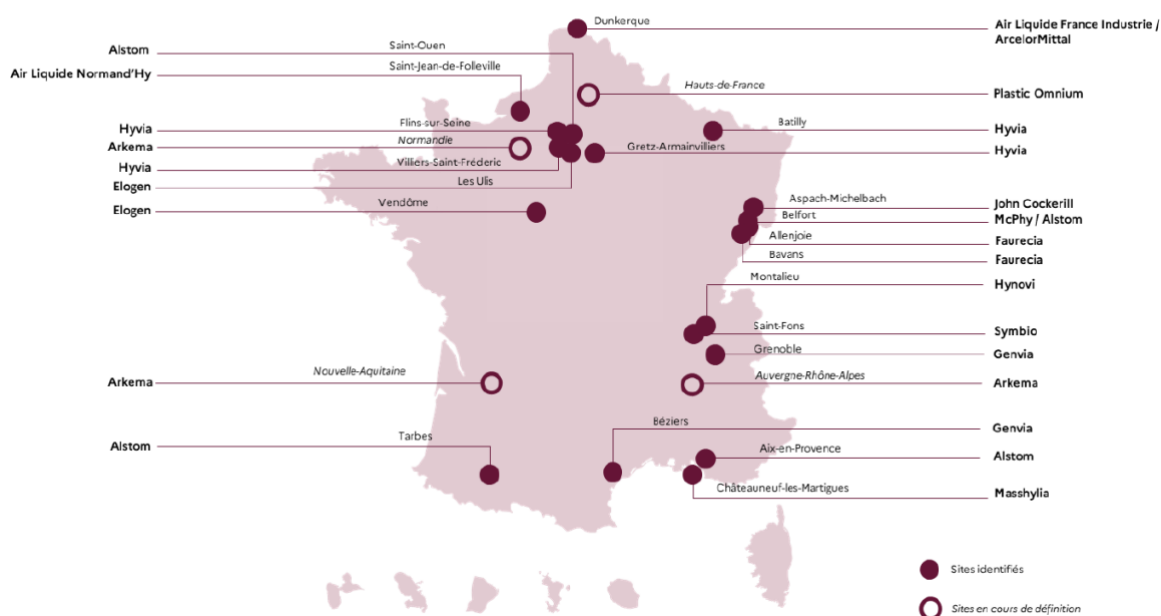 Dunkerque
Air Liquide France Industrie /
ArcelorMittal
Alstom
Saint-Ouen
Air Liquide Normand'Hy
Saint-Jean-de-Folleville
Hauts-de-France
Plastic Omnium
Hyvia
Flins-sur-Seine
Batilly
Hyvia
Arkema
Normandie
Gretz-Armainvilliers
Hyvia
Hyvia
Villiers-Saint-Fréderic
Elogen
Les Ulis
Elogen
Vendôme
Aspach-Michelbach
John Cockerill
Belfort
McPhy / Alstom
Allenjoie
Faurecia
Bavans
Faurecia
Montalieu
Hynovi
Saint-Fons
Symbio
Grenoble
Genvia
Arkema
Nouvelle-Aquitaine
Auvergne-Rhône-Alpes
Arkema
Béziers
Genvia
Alstom
Tarbes
Aix-en-Provence
Alstom
Châteauneuf-les-Martigues
Masshylia
Sites identifiés
Sites en cours de définition